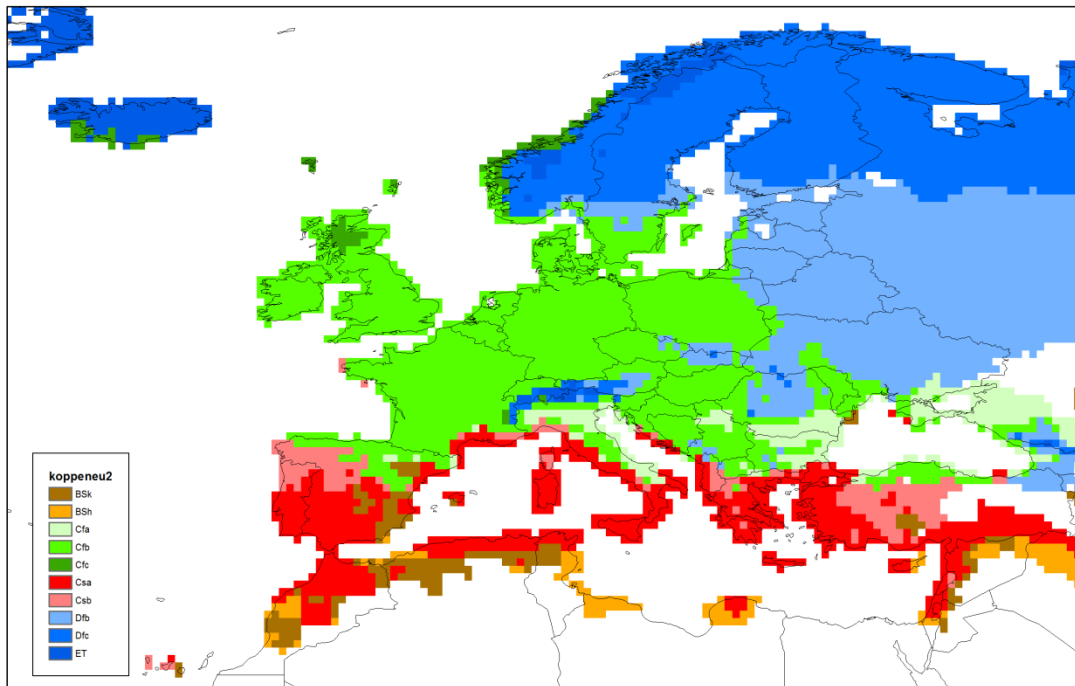 koppeneu2
BSk
BSh
Cfa
Cfb
Cfc
Csa
Csb
Dfb
Dfc
ET